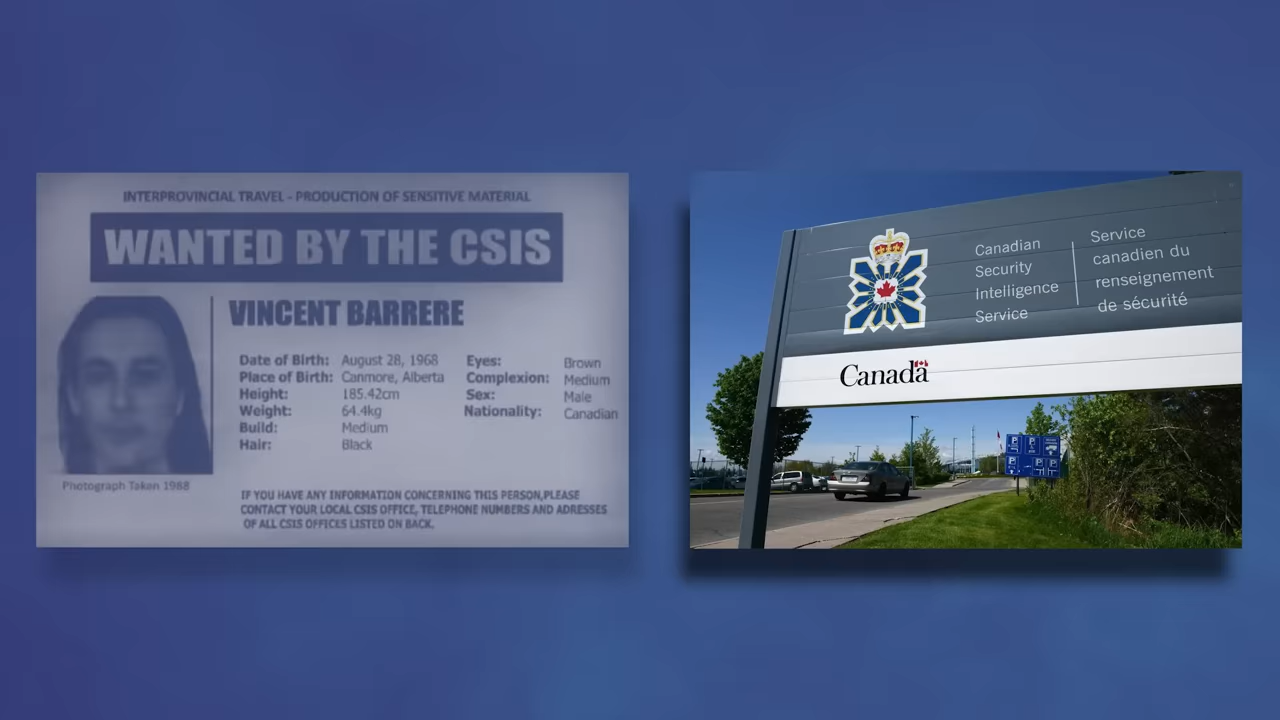 INTERPROVINCIAL TRAVEL - PRODUCTION OF SENSITIVE MATERIAL
WANTED BY THE CSIS
VINCENT BARRERE
Date of Birth: August 28, 1968 Eyes: Brown
Place of Birth: Canmore, Alberta Complexion: Medium
Height: 185.42cm Sex: Male
Weight: 64.4kg Nationality: Canadian
Build: Medium
Hair: Black
Photograph Taken 1988
IF YOU HAVE ANY INFORMATION CONCERNING THIS PERSON,PLEASE
CONTACT YOUR LOCAL CSIS OFFICE, TELEPHONE NUMBERS AND ADRESSES
OF ALL CSIS OFFICES LISTED ON BACK.
Canadian
Security
Intelligence
Service
Service
canadien du
renseignement
de sécurité
Canada
P P
P P P